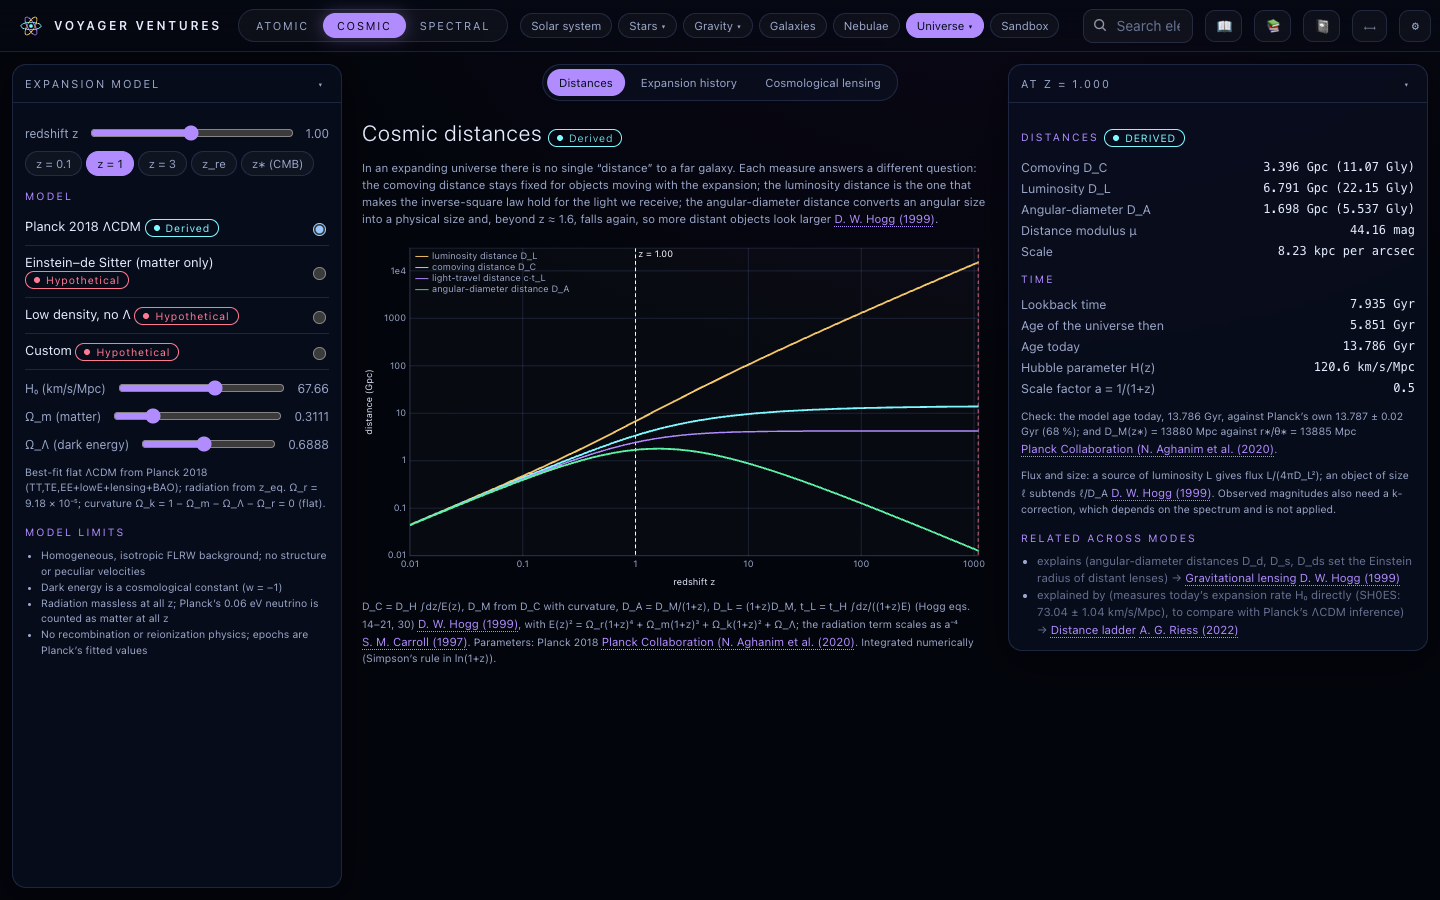 VOYAGER VENTURES
ATOMIC COSMIC SPECTRAL
Solar system Stars ▾ Gravity ▾ Galaxies Nebulae Universe ▾ Sandbox
Search ele
EXPANSION MODEL ▾
redshift z 1.00
z = 0.1 z = 1 z = 3 z_re z∗ (CMB)
MODEL
Planck 2018 ΛCDM Derived
Einstein–de Sitter (matter only)
Hypothetical
Low density, no Λ Hypothetical
Custom Hypothetical
H₀ (km/s/Mpc) 67.66
Ω_m (matter) 0.3111
Ω_Λ (dark energy) 0.6888
Best-fit flat ΛCDM from Planck 2018
(TT,TE,EE+lowE+lensing+BAO); radiation from z_eq. Ω_r =
9.18 × 10⁻⁵; curvature Ω_k = 1 − Ω_m − Ω_Λ − Ω_r = 0 (flat).
MODEL LIMITS
• Homogeneous, isotropic FLRW background; no structure
or peculiar velocities
• Dark energy is a cosmological constant (w = −1)
• Radiation massless at all z; Planck's 0.06 eV neutrino is
counted as matter at all z
• No recombination or reionization physics; epochs are
Planck's fitted values
Distances Expansion history Cosmological lensing
Cosmic distances Derived
In an expanding universe there is no single “distance” to a far galaxy. Each measure answers a different question:
the comoving distance stays fixed for objects moving with the expansion; the luminosity distance is the one that
makes the inverse-square law hold for the light we receive; the angular-diameter distance converts an angular size
into a physical size and, beyond z ≈ 1.6, falls again, so more distant objects look larger D. W. Hogg (1999).
luminosity distance D_L
comoving distance D_C
light-travel distance c·t_L
angular-diameter distance D_A
z = 1.00
distance (Gpc)
1e4
1000
100
10
1
0.1
0.01
0.01 0.1 1 10 100 1000
redshift z
D_C = D_H ∫dz/E(z), D_M from D_C with curvature, D_A = D_M/(1+z), D_L = (1+z)D_M, t_L = t_H ∫dz/((1+z)E) (Hogg eqs.
14–21, 30) D. W. Hogg (1999), with E(z)² = Ω_r(1+z)⁴ + Ω_m(1+z)³ + Ω_k(1+z)² + Ω_Λ; the radiation term scales as a⁻⁴
S. M. Carroll (1997). Parameters: Planck 2018 Planck Collaboration (N. Aghanim et al. (2020). Integrated numerically
(Simpson's rule in ln(1+z)).
AT Z = 1.000 ▾
DISTANCES DERIVED
Comoving D_C 3.396 Gpc (11.07 Gly)
Luminosity D_L 6.791 Gpc (22.15 Gly)
Angular-diameter D_A 1.698 Gpc (5.537 Gly)
Distance modulus μ 44.16 mag
Scale 8.23 kpc per arcsec
TIME
Lookback time 7.935 Gyr
Age of the universe then 5.851 Gyr
Age today 13.786 Gyr
Hubble parameter H(z) 120.6 km/s/Mpc
Scale factor a = 1/(1+z) 0.5
Check: the model age today, 13.786 Gyr, against Planck's own 13.787 ± 0.02
Gyr (68 %); and D_M(z∗) = 13880 Mpc against r∗/θ∗ = 13885 Mpc
Planck Collaboration (N. Aghanim et al. (2020).
Flux and size: a source of luminosity L gives flux L/(4πD_L²); an object of size
ℓ subtends ℓ/D_A D. W. Hogg (1999). Observed magnitudes also need a k-
correction, which depends on the spectrum and is not applied.
RELATED ACROSS MODES
• explains (angular-diameter distances D_d, D_s, D_ds set the Einstein
radius of distant lenses) → Gravitational lensing D. W. Hogg (1999)
• explained by (measures today's expansion rate H₀ directly (SH0ES:
73.04 ± 1.04 km/s/Mpc), to compare with Planck's ΛCDM inference)
→ Distance ladder A. G. Riess (2022)